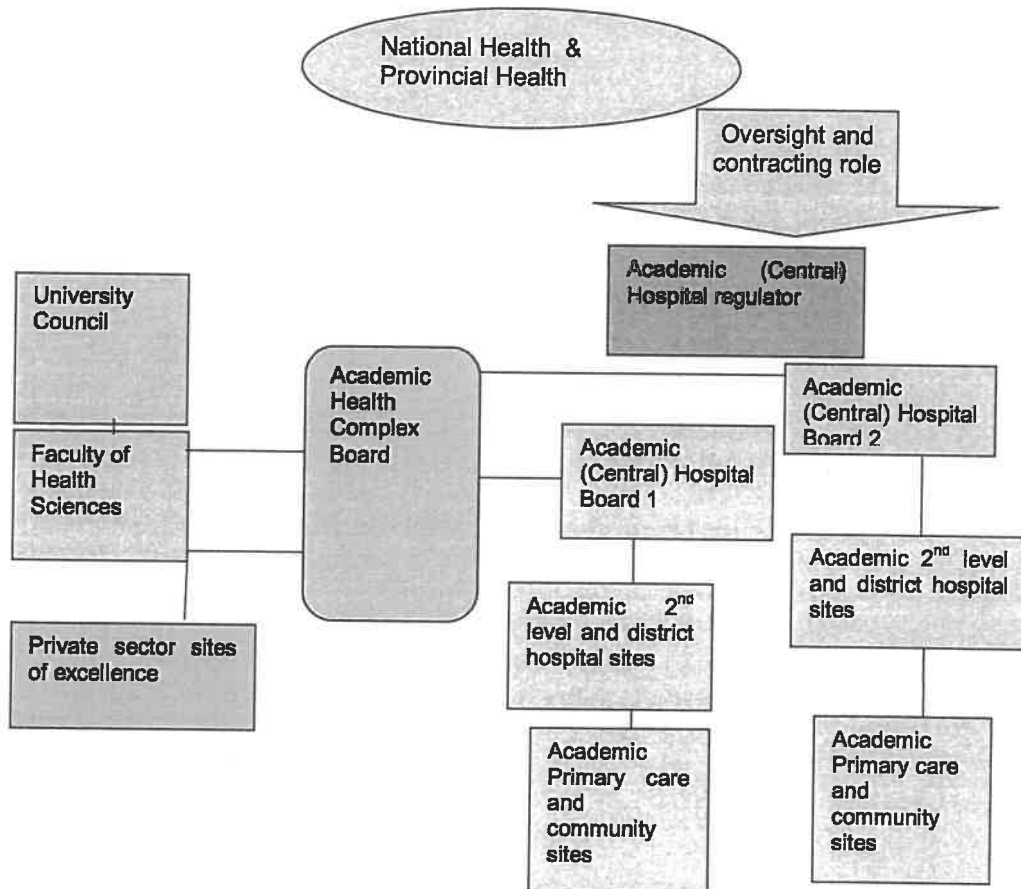 National Health &
Provincial Health
Oversight and
contracting role
Academic (Central)
Hospital regulator
University
Council
Academic
Health
Complex
Board
Academic
(Central) Hospital
Board 2
Faculty of
Health
Sciences
Academic
(Central) Hospital
Board 1
Academic 2nd level
and district hospital
sites
Academic 2nd
level and district
hospital sites
Private sector sites
of excellence
Academic
Primary care
and
community
sites
Academic
Primary care
and
community
sites